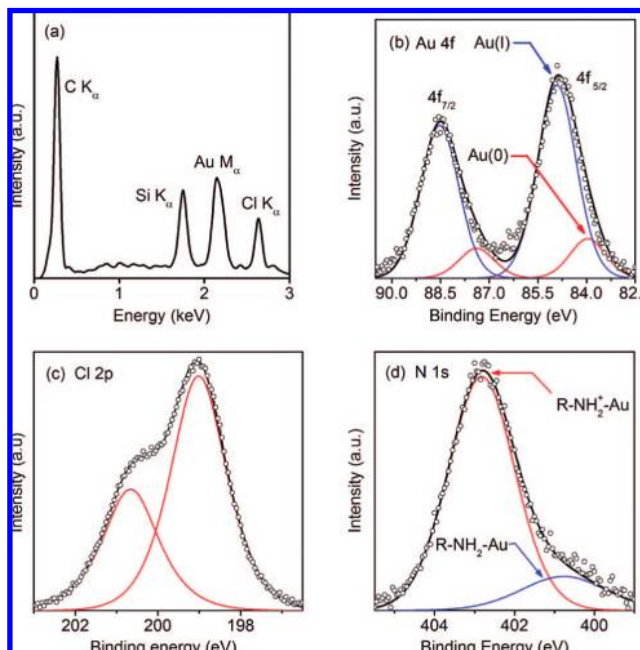 (a)
C Kα
Si Kα
Au Mα
Cl Kα
Intensity (a.u.)
0 1 2 3
Energy (keV)
(b) Au 4f
Au(I)
4f7/2
4f5/2
Au(0)
Intensity (a.u.)
90.0 88.5 87.0 85.5 84.0 82.
Binding Energy (eV)
(c) Cl 2p
Intensity (a.u)
202 200 198
Binding energy (eV)
(d) N 1s
R-NH2+-Au
R-NH2-Au
Intensity (a.u.)
404 402 400
Binding Energy (eV)